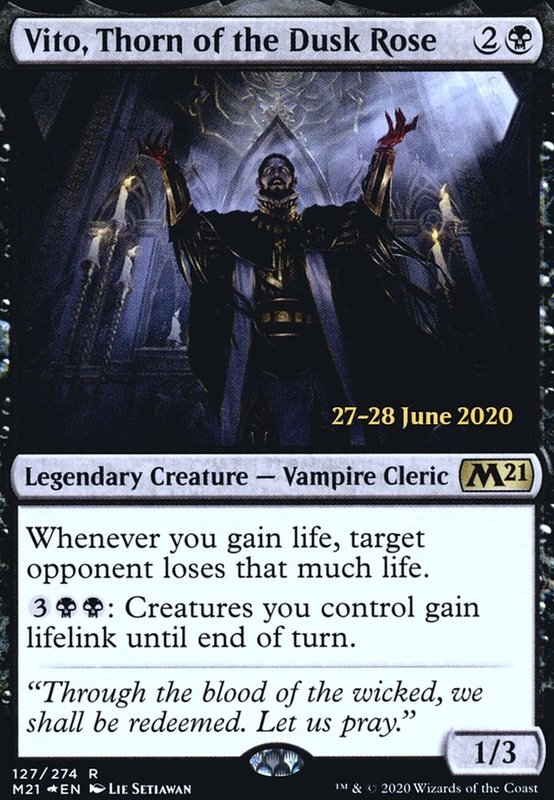 Vito, Thorn of the Dusk Rose 2
27–28 June 2020
Legendary Creature — Vampire Cleric M21
Whenever you gain life, target
opponent loses that much life.
3: Creatures you control gain
lifelink until end of turn.
“Through the blood of the wicked, we
shall be redeemed. Let us pray.”
1/3
127/274 R
M21 ★ EN Lie Setiawan
™ & © 2020 Wizards of the Coast